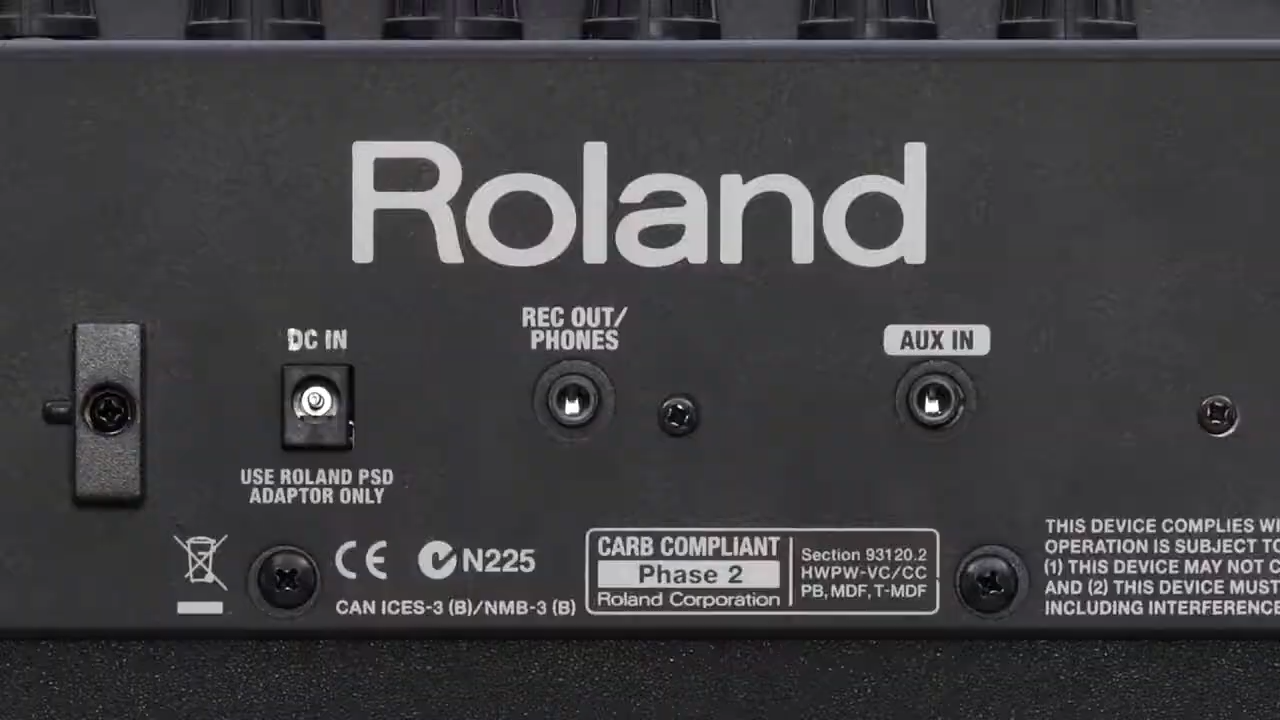 Roland
DC IN
REC OUT/
PHONES
AUX IN
USE ROLAND PSD
ADAPTOR ONLY
CE
N225
CAN ICES-3 (B)/NMB-3 (B)
CARB COMPLIANT
Phase 2
Roland Corporation
Section 93120.2
HWPW-VC/CC
PB, MDF, T-MDF
THIS DEVICE COMPLIES WI
OPERATION IS SUBJECT TO
(1) THIS DEVICE MAY NOT C
AND (2) THIS DEVICE MUST
INCLUDING INTERFERENCE